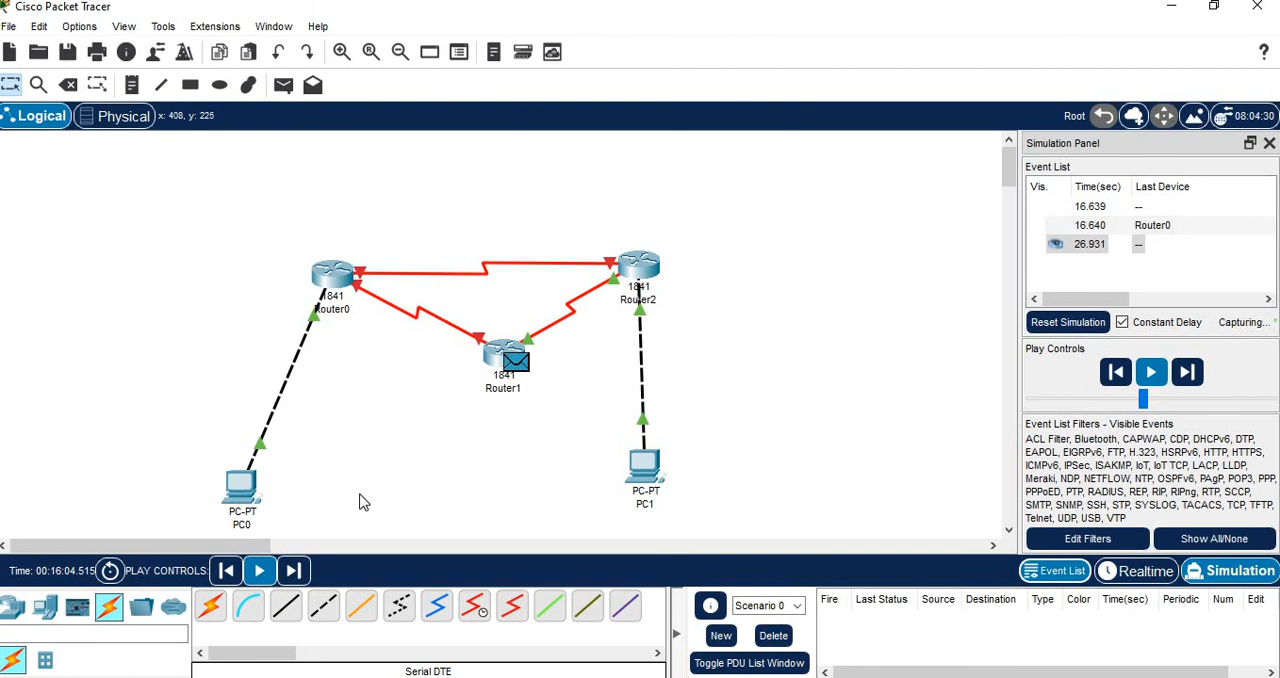 Cisco Packet Tracer
File Edit Options View Tools Extensions Window Help
Logical Physical x: 408, y: 225 Root 08:04:30
Simulation Panel
Event List
Vis. Time(sec) Last Device
16.639 --
16.640 Router0
26.931 --
1841
Router2
1841
Router0
1841
Router1
Reset Simulation Constant Delay Capturing...
Play Controls
Event List Filters - Visible Events
ACL Filter, Bluetooth, CAPWAP, CDP, DHCPv6, DTP,
EAPOL, EIGRPv6, FTP, H.323, HSRPv6, HTTP, HTTPS,
ICMPv6, IPSec, ISAKMP, IoT, IoT TCP, LACP, LLDP,
Meraki, NDP, NETFLOW, NTP, OSPFv6, PAgP, POP3, PPP,
PPPoED, PTP, RADIUS, REP, RIP, RIPng, RTP, SCCP,
SMTP, SNMP, SSH, STP, SYSLOG, TACACS, TCP, TFTP,
Telnet, UDP, USB, VTP
PC-PT
PC1
PC-PT
PC0
Edit Filters Show All/None
Time: 00:16:04.515 PLAY CONTROLS: Event List Realtime Simulation
Scenario 0 Fire Last Status Source Destination Type Color Time(sec) Periodic Num Edit
New Delete
Toggle PDU List Window
Serial DTE